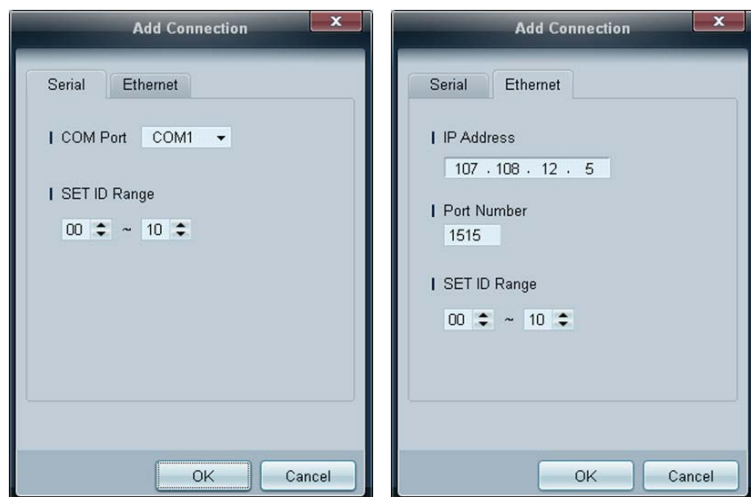 Add Connection
Serial Ethernet
COM Port COM1
SET ID Range
00 ~ 10
OK Cancel
Add Connection
Serial Ethernet
IP Address
107 . 108 . 12 . 5
Port Number
1515
SET ID Range
00 ~ 10
OK Cancel